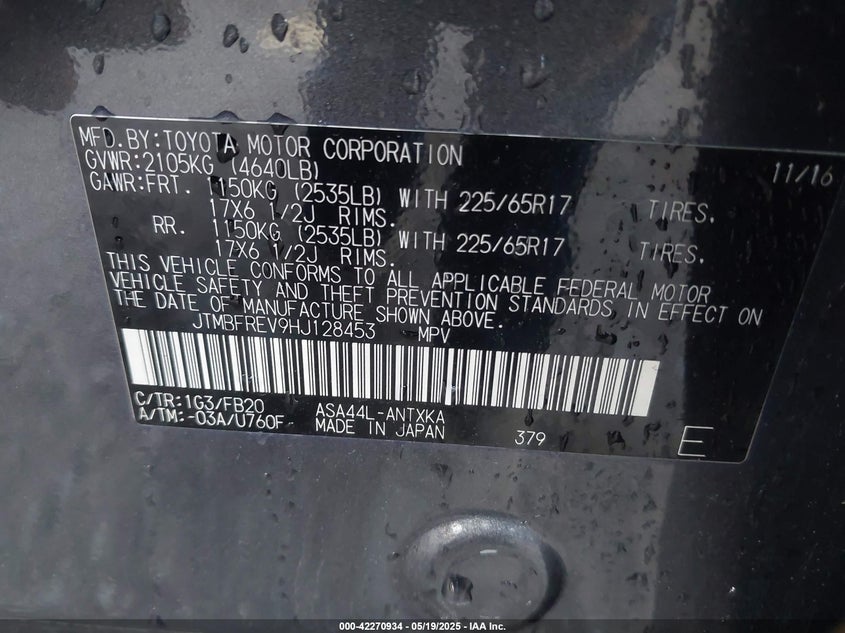 MFD.BY:TOYOTA MOTOR CORPORATION 11/16
GVWR:2105KG (4640LB)
GAWR:FRT. 1150KG (2535LB) WITH 225/65R17 TIRES,
17X6 1/2J RIMS.
RR. 1150KG (2535LB) WITH 225/65R17 TIRES,
17X6 1/2J RIMS.
THIS VEHICLE CONFORMS TO ALL APPLICABLE FEDERAL MOTOR
VEHICLE SAFETY AND THEFT PREVENTION STANDARDS IN EFFECT ON
THE DATE OF MANUFACTURE SHOWN ABOVE.
JTMBFREV9HJ128453 MPV
C/TR:1G3/FB20 ASA44L-ANTXKA
A/TM:-03A/U760F MADE IN JAPAN 379 E
000-42270934 - 05/19/2025 - IAA Inc.